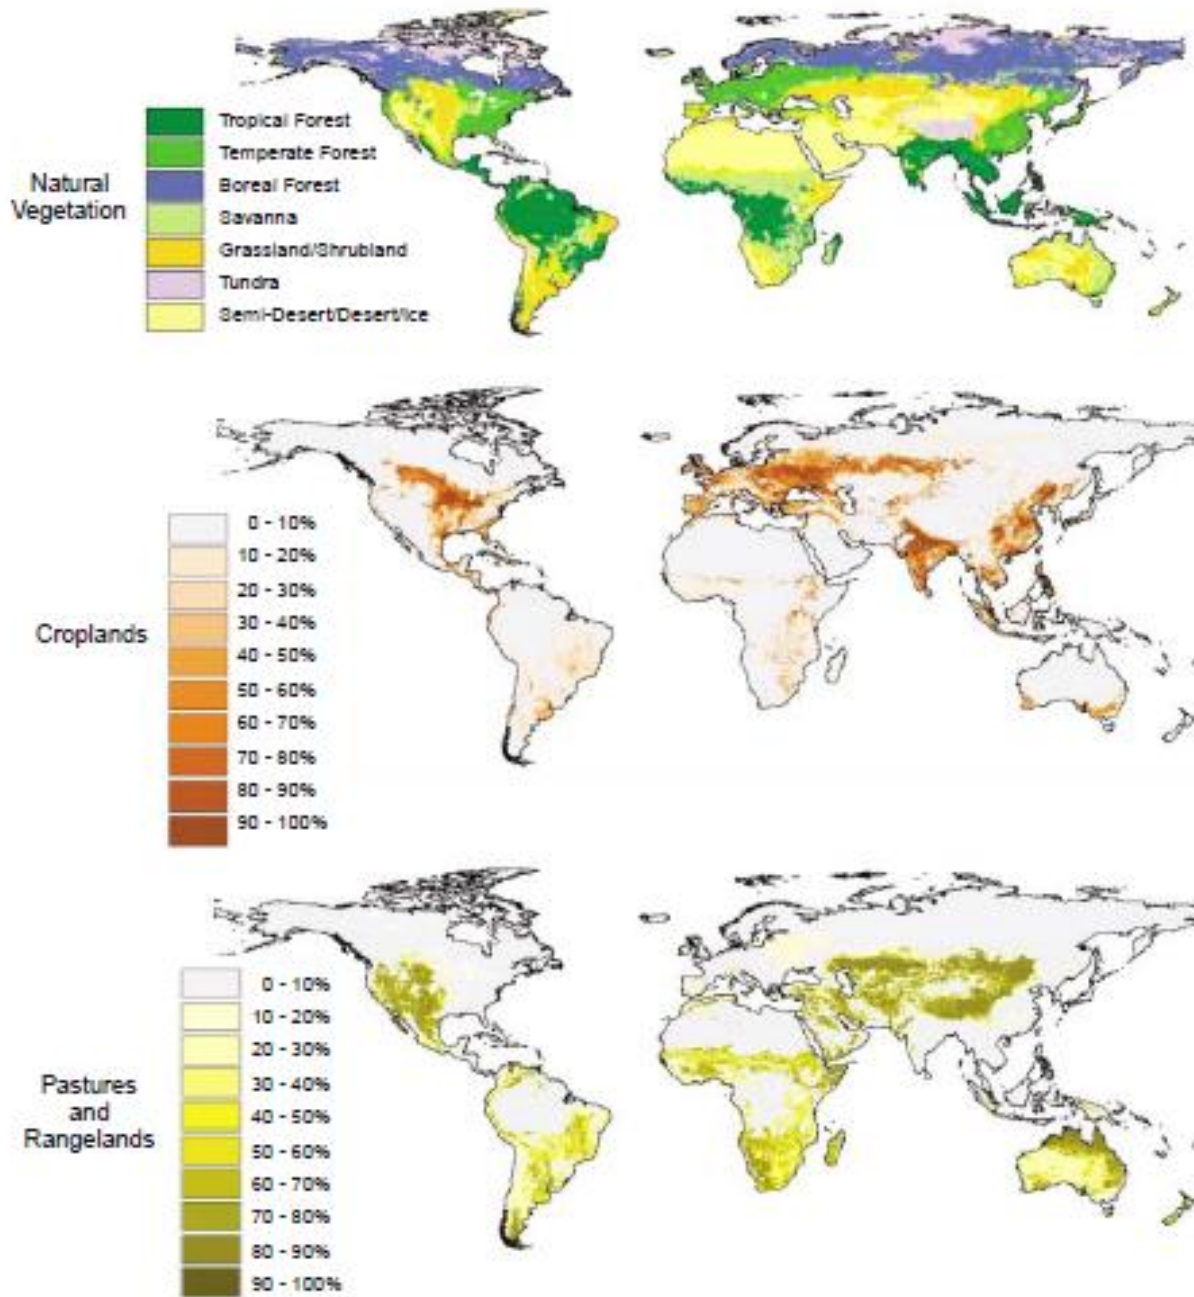 Natural
Vegetation
Tropical Forest
Temperate Forest
Boreal Forest
Savanna
Grassland/Shrubland
Tundra
Semi-Desert/Desert/Ice
Croplands
0 - 10%
10 - 20%
20 - 30%
30 - 40%
40 - 50%
50 - 60%
60 - 70%
70 - 80%
80 - 90%
90 - 100%
Pastures
and
Rangelands
0 - 10%
10 - 20%
20 - 30%
30 - 40%
40 - 50%
50 - 60%
60 - 70%
70 - 80%
80 - 90%
90 - 100%